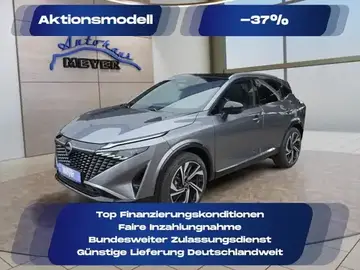 Aktionsmodell
-37%
Autohaus
MEYER
Top Finanzierungskonditionen
Faire Inzahlungnahme
Bundesweiter Zulassungsdienst
Günstige Lieferung Deutschlandweit